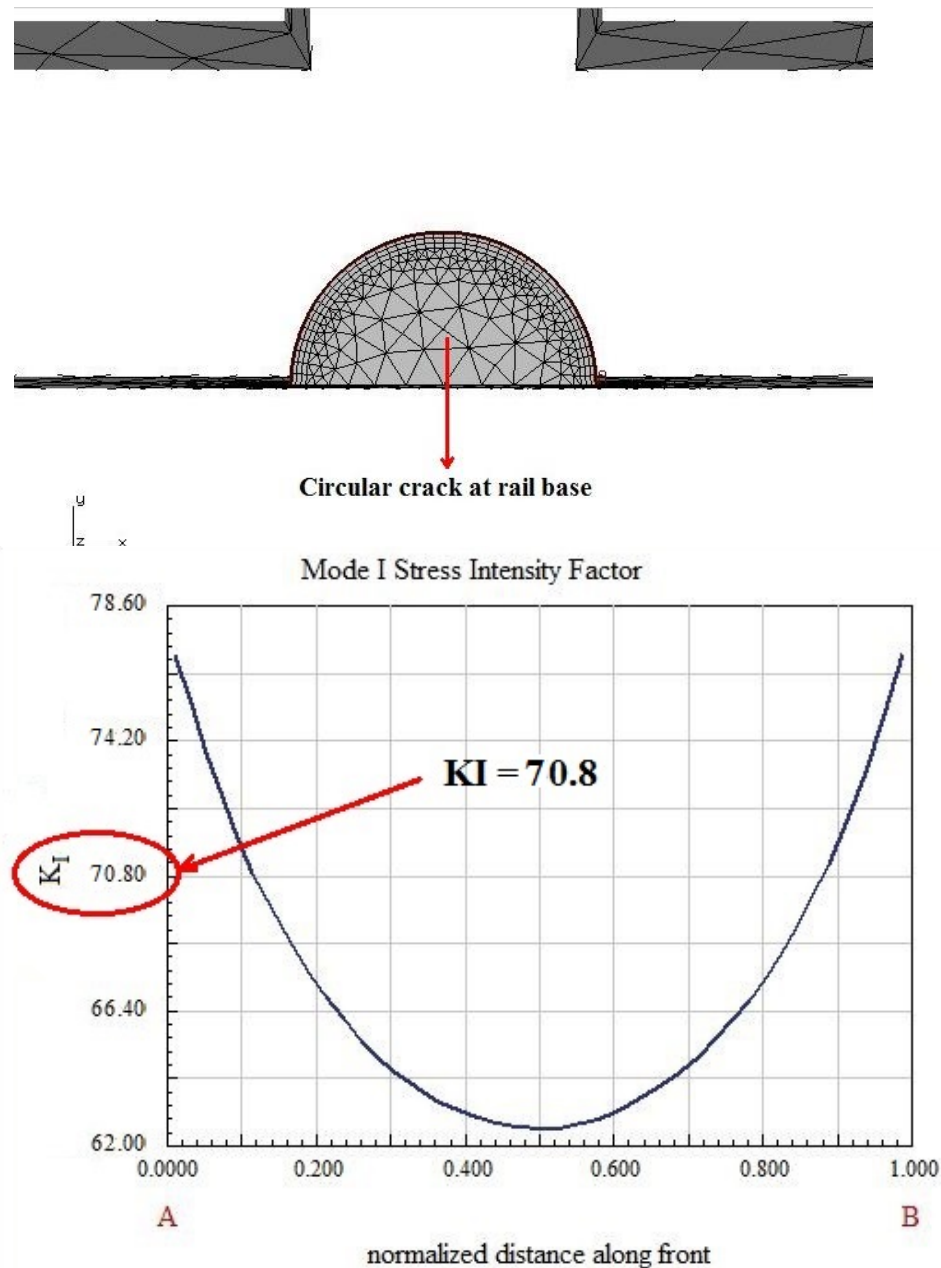 Circular crack at rail base
y
z x
Mode I Stress Intensity Factor
78.60
74.20
KI = 70.8
KI 70.80
66.40
62.00
0.0000 0.200 0.400 0.600 0.800 1.000
A B
normalized distance along front